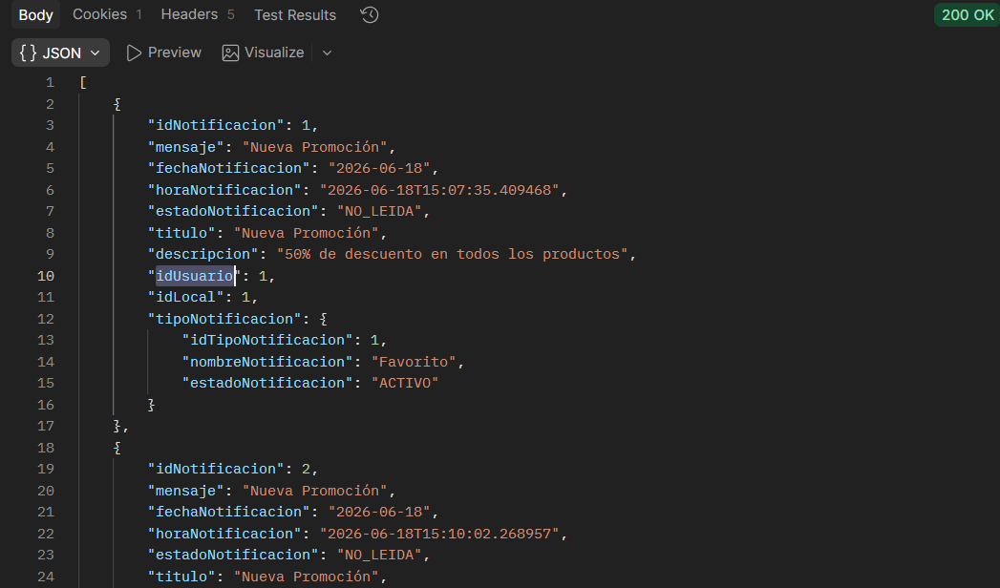 Body Cookies 1 Headers 5 Test Results 200 OK
{} JSON Preview Visualize
1 [
2 {
3 "idNotificacion": 1,
4 "mensaje": "Nueva Promoción",
5 "fechaNotificacion": "2026-06-18",
6 "horaNotificacion": "2026-06-18T15:07:35.409468",
7 "estadoNotificacion": "NO_LEIDA",
8 "titulo": "Nueva Promoción",
9 "descripcion": "50% de descuento en todos los productos",
10 "idUsuario": 1,
11 "idLocal": 1,
12 "tipoNotificacion": {
13 "idTipoNotificacion": 1,
14 "nombreNotificacion": "Favorito",
15 "estadoNotificacion": "ACTIVO"
16 }
17 },
18 {
19 "idNotificacion": 2,
20 "mensaje": "Nueva Promoción",
21 "fechaNotificacion": "2026-06-18",
22 "horaNotificacion": "2026-06-18T15:10:02.268957",
23 "estadoNotificacion": "NO_LEIDA",
24 "titulo": "Nueva Promoción",